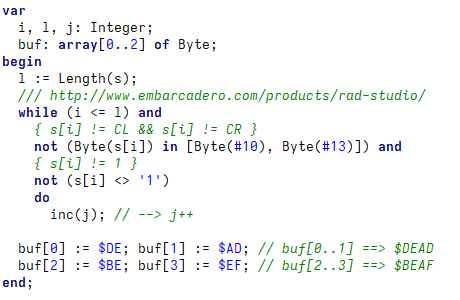 var
  i, l, j: Integer;
  buf: array[0..2] of Byte;
begin
  l := Length(s);
  /// http://www.embarcadero.com/products/rad-studio/
  while (i <= l) and
    { s[i] != CL && s[i] != CR }
    not (Byte(s[i]) in [Byte(#10), Byte(#13)]) and
    { s[i] != 1 }
    not (s[i] <> '1')
    do
      inc(j); // --> j++
  buf[0] := $DE; buf[1] := $AD; // buf[0..1] ==> $DEAD
  buf[2] := $BE; buf[3] := $EF; // buf[2..3] ==> $BEAF
end;